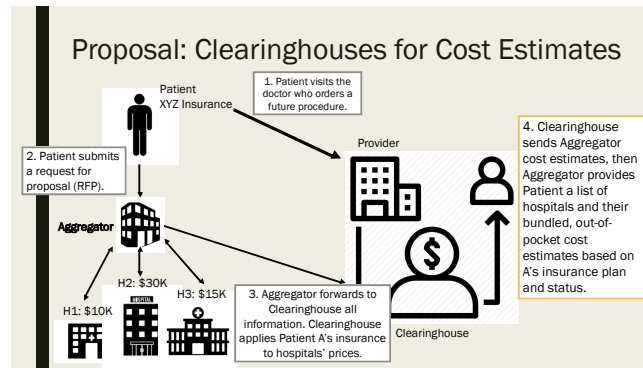 Proposal: Clearinghouses for Cost Estimates
Patient
XYZ Insurance
1. Patient visits the
doctor who orders a
future procedure.
Provider
2. Patient submits
a request for
proposal (RFP).
Aggregator
H1: $10K
H2: $30K
H3: $15K
HOSPITAL
$
3. Aggregator forwards to
Clearinghouse all
information. Clearinghouse
applies Patient A's insurance
to hospitals' prices.
Clearinghouse
4. Clearinghouse
sends Aggregator
cost estimates, then
Aggregator provides
Patient a list of
hospitals and their
bundled, out-of-
pocket cost
estimates based on
A's insurance plan
and status.